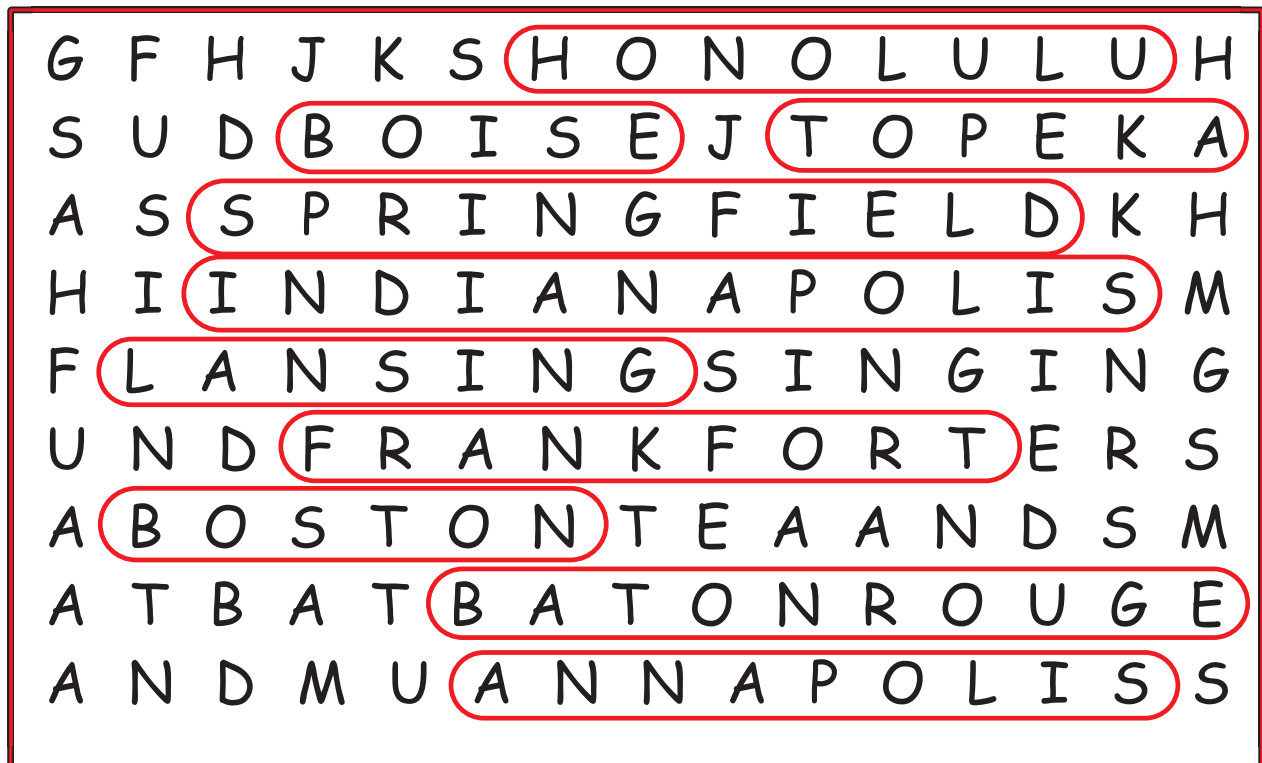 G F H J K S H O N O L U L U H
S U D B O I S E J T O P E K A
A S S P R I N G F I E L D K H
H I I N D I A N A P O L I S M
F L A N S I N G S I N G I N G
U N D F R A N K F O R T E R S
A B O S T O N T E A A N D S M
A T B A T B A T O N R O U G E
A N D M U A N N A P O L I S S